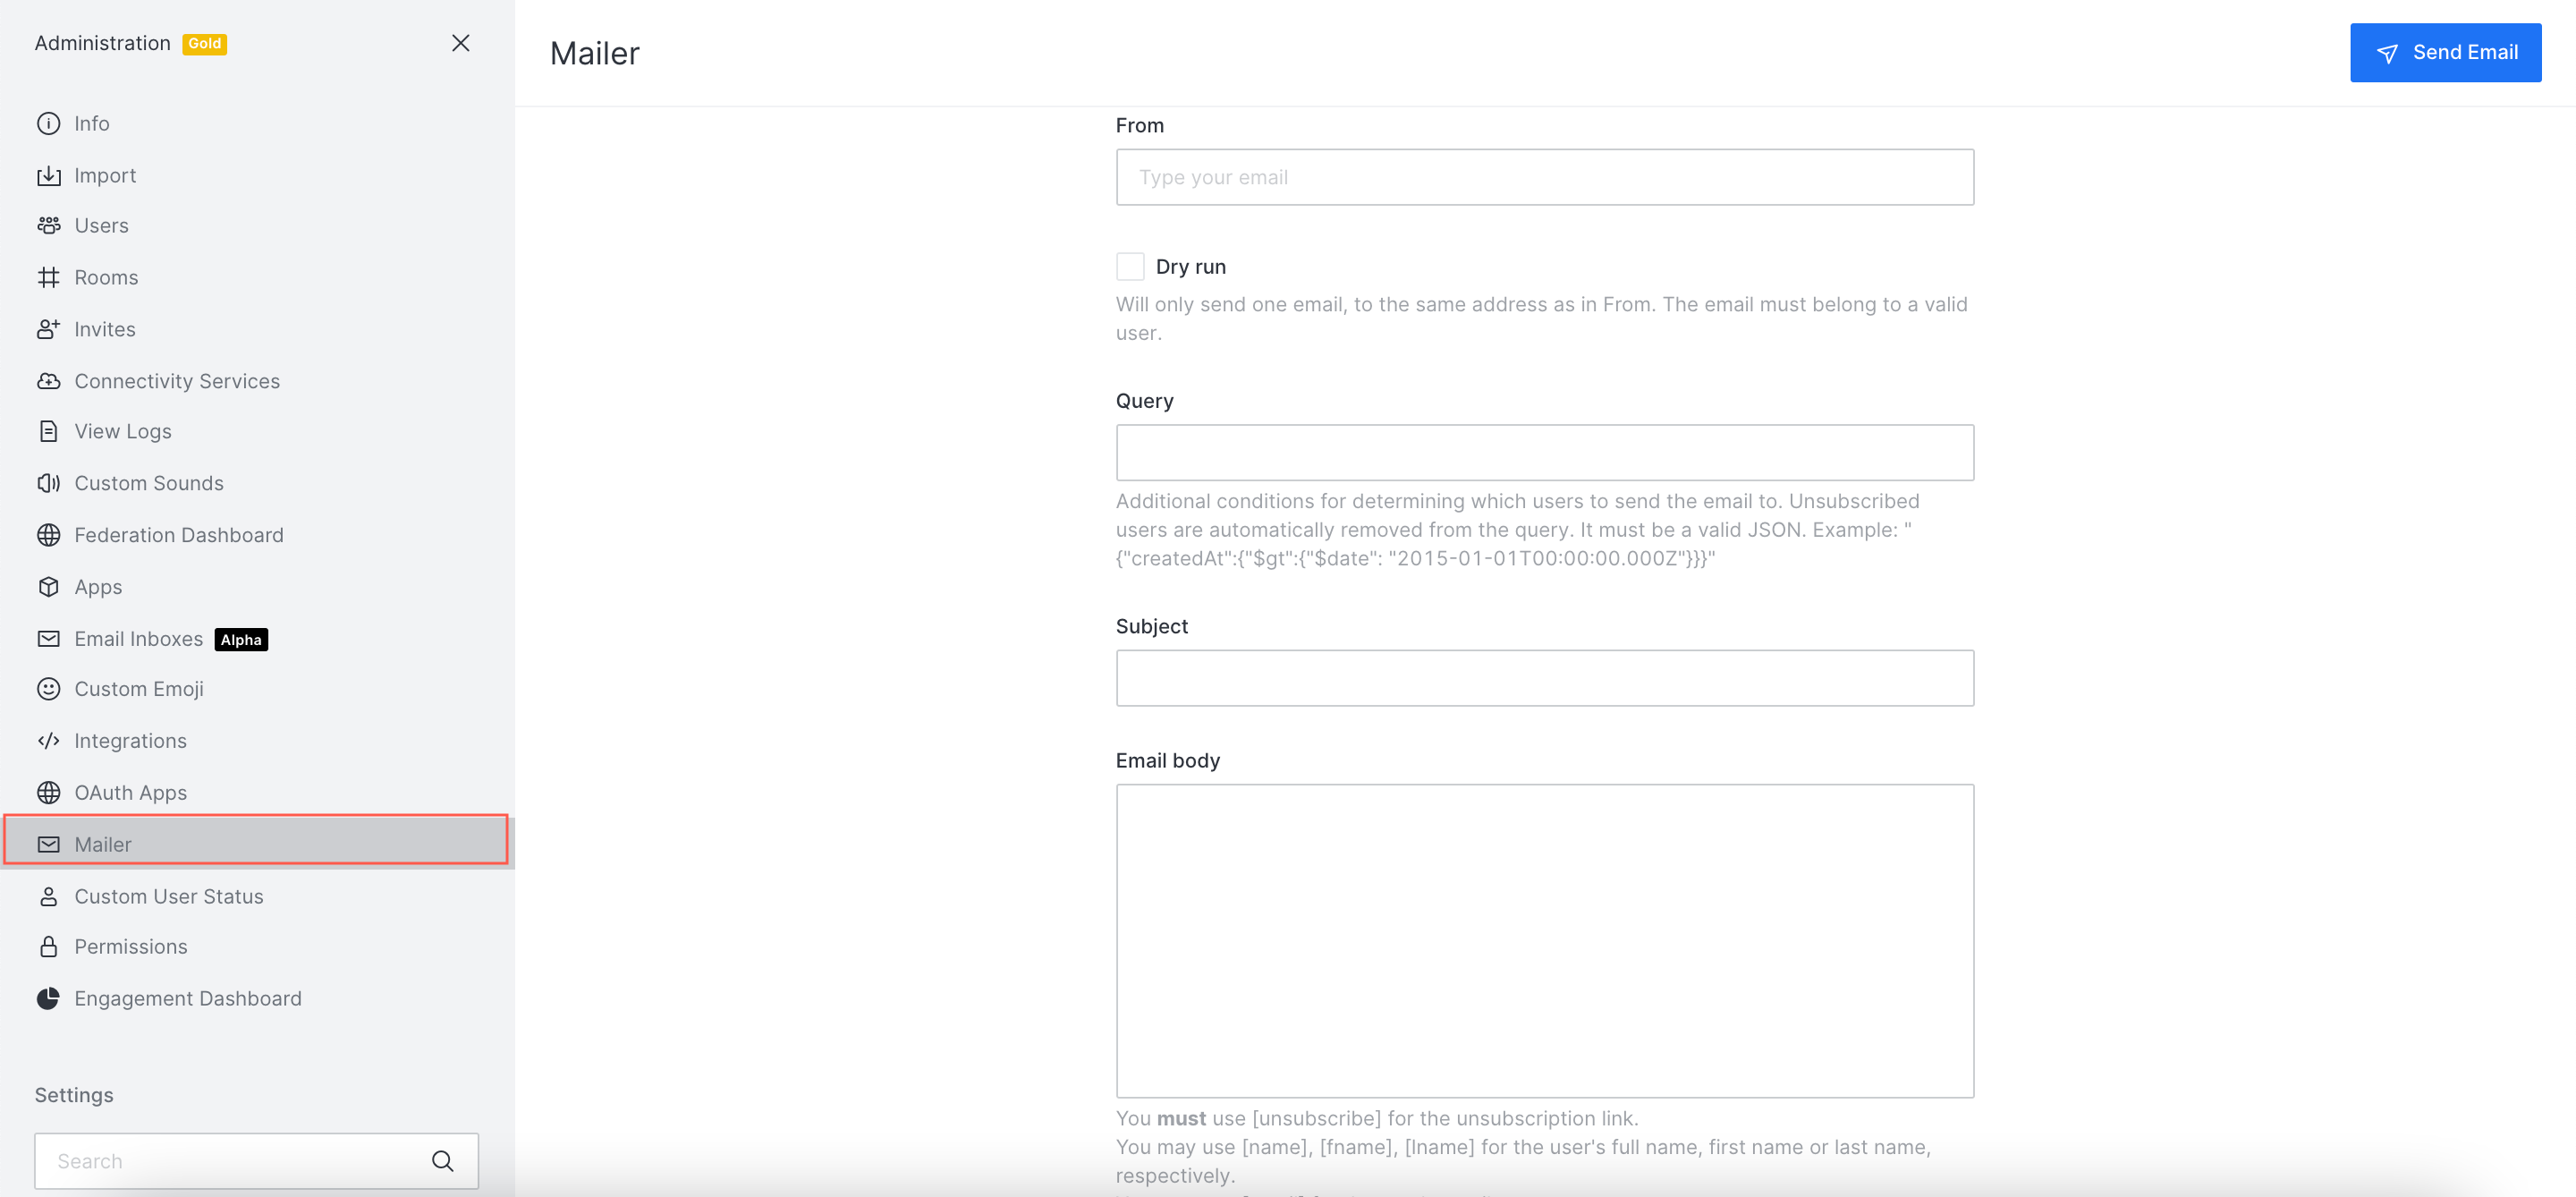 Administration Gold
Info
Import
Users
Rooms
Invites
Connectivity Services
View Logs
Custom Sounds
Federation Dashboard
Apps
Email Inboxes Alpha
Custom Emoji
Integrations
OAuth Apps
Mailer
Custom User Status
Permissions
Engagement Dashboard
Settings
Search
Mailer
Send Email
From
Type your email
Dry run
Will only send one email, to the same address as in From. The email must belong to a valid
user.
Query
Additional conditions for determining which users to send the email to. Unsubscribed
users are automatically removed from the query. It must be a valid JSON. Example: "
{"createdAt":{"$gt":{"$date": "2015-01-01T00:00:00.000Z"}}}"
Subject
Email body
You must use [unsubscribe] for the unsubscription link.
You may use [name], [fname], [lname] for the user's full name, first name or last name,
respectively.